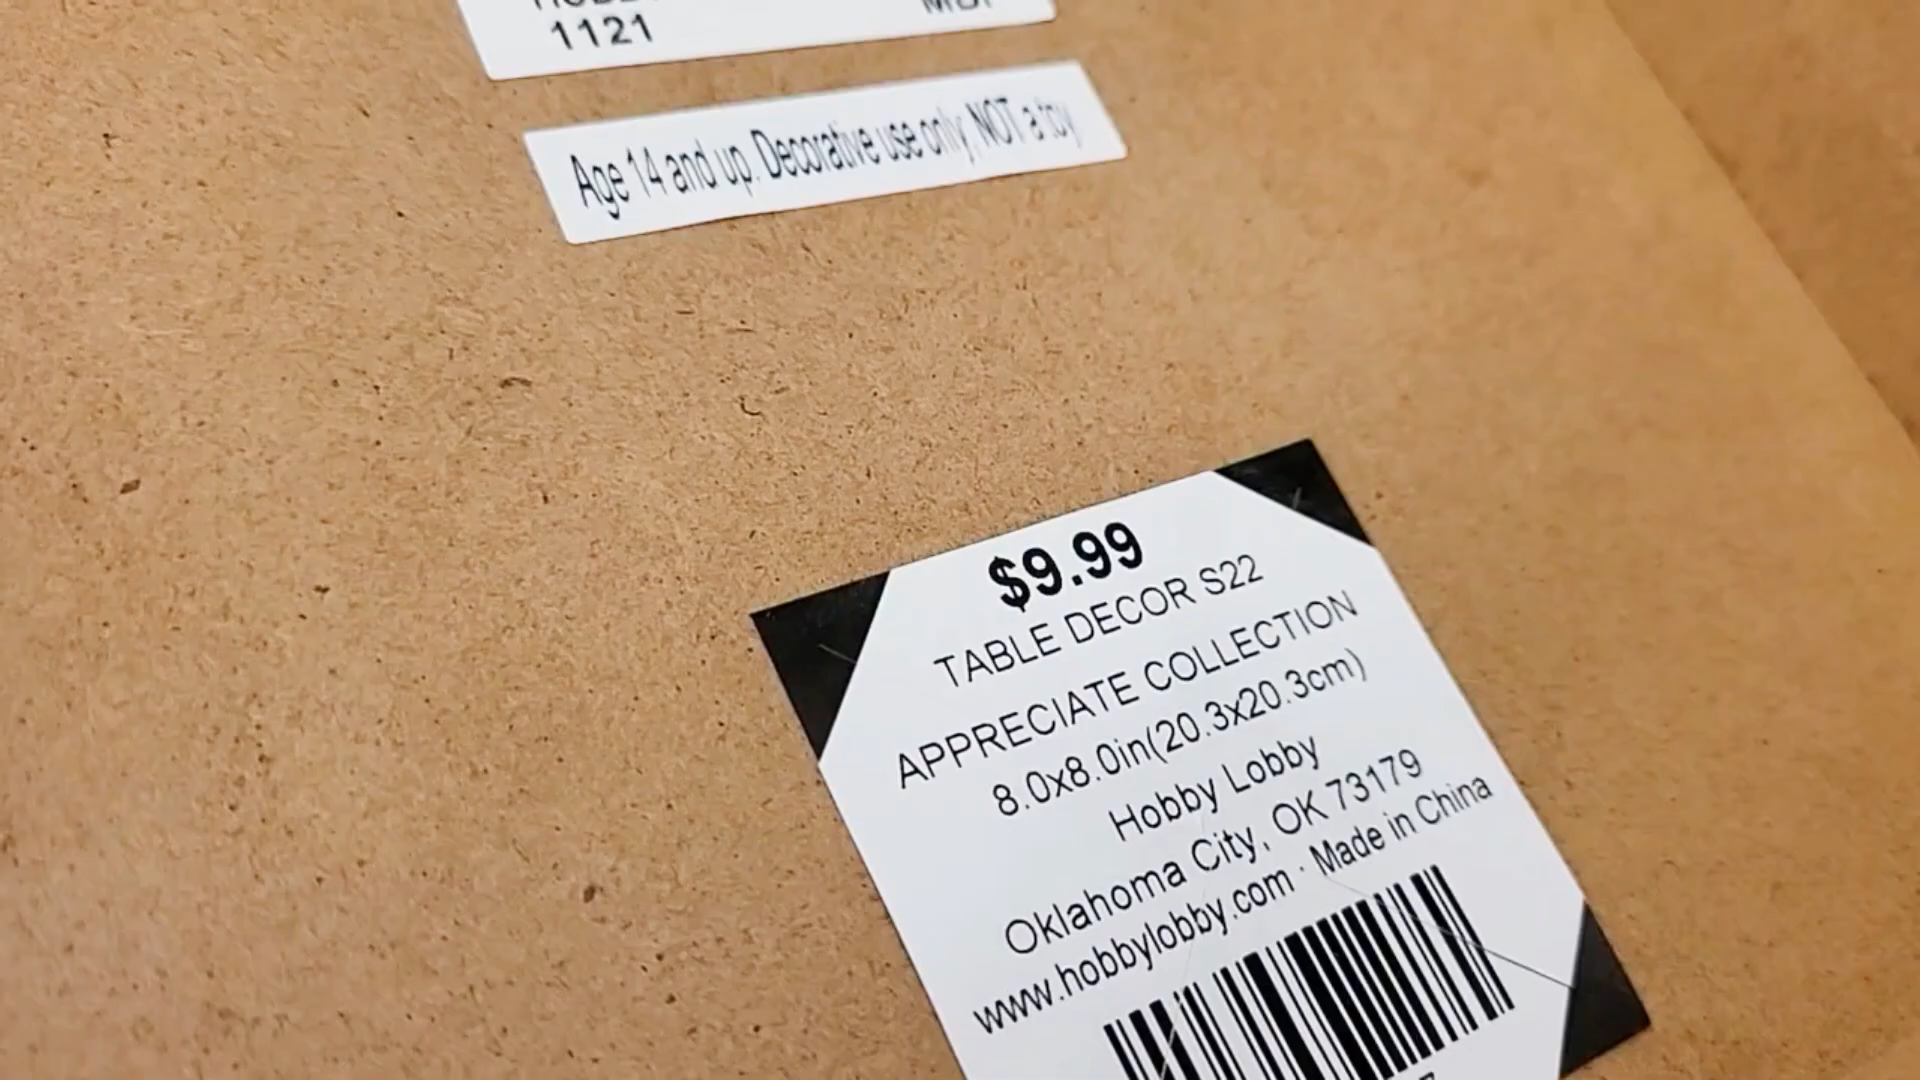 1121
Age 14 and up. Decorative use only, NOT a toy.
$9.99
TABLE DECOR S22
APPRECIATE COLLECTION
8.0x8.0in(20.3x20.3cm)
Hobby Lobby
Oklahoma City, OK 73179
www.hobbylobby.com · Made in China